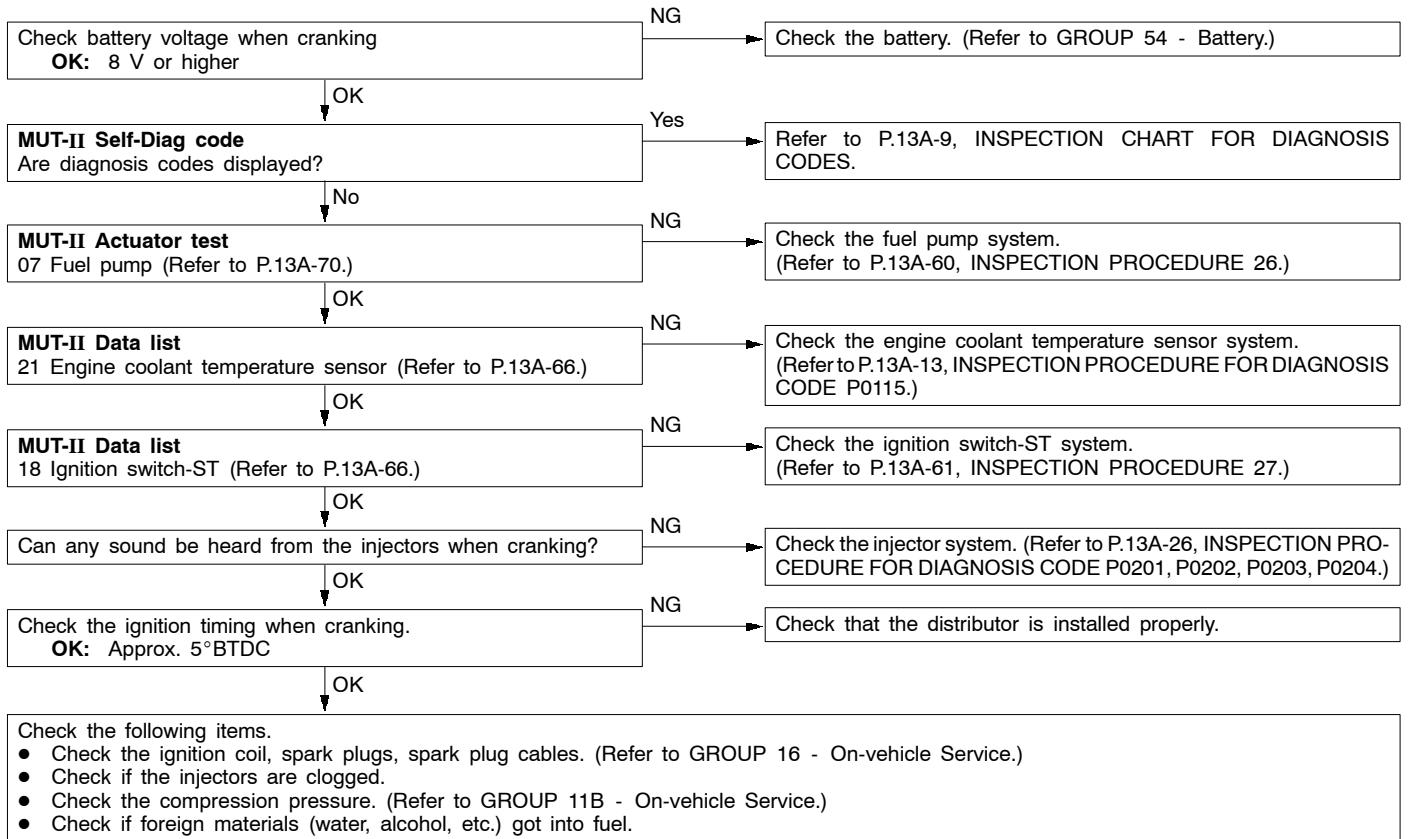 NG
Check battery voltage when cranking
OK: 8 V or higher
Check the battery. (Refer to GROUP 54 - Battery.)
OK
MUT-II Self-Diag code
Are diagnosis codes displayed?
Yes
Refer to P.13A-9, INSPECTION CHART FOR DIAGNOSIS
CODES.
No
MUT-II Actuator test
07 Fuel pump (Refer to P.13A-70.)
NG
Check the fuel pump system.
(Refer to P.13A-60, INSPECTION PROCEDURE 26.)
OK
MUT-II Data list
21 Engine coolant temperature sensor (Refer to P.13A-66.)
NG
Check the engine coolant temperature sensor system.
(Refer to P.13A-13, INSPECTION PROCEDURE FOR DIAGNOSIS
CODE P0115.)
OK
MUT-II Data list
18 Ignition switch-ST (Refer to P.13A-66.)
NG
Check the ignition switch-ST system.
(Refer to P.13A-61, INSPECTION PROCEDURE 27.)
OK
Can any sound be heard from the injectors when cranking?
NG
Check the injector system. (Refer to P.13A-26, INSPECTION PRO-
CEDURE FOR DIAGNOSIS CODE P0201, P0202, P0203, P0204.)
OK
Check the ignition timing when cranking.
OK: Approx. 5°BTDC
NG
Check that the distributor is installed properly.
OK
Check the following items.
● Check the ignition coil, spark plugs, spark plug cables. (Refer to GROUP 16 - On-vehicle Service.)
● Check if the injectors are clogged.
● Check the compression pressure. (Refer to GROUP 11B - On-vehicle Service.)
● Check if foreign materials (water, alcohol, etc.) got into fuel.